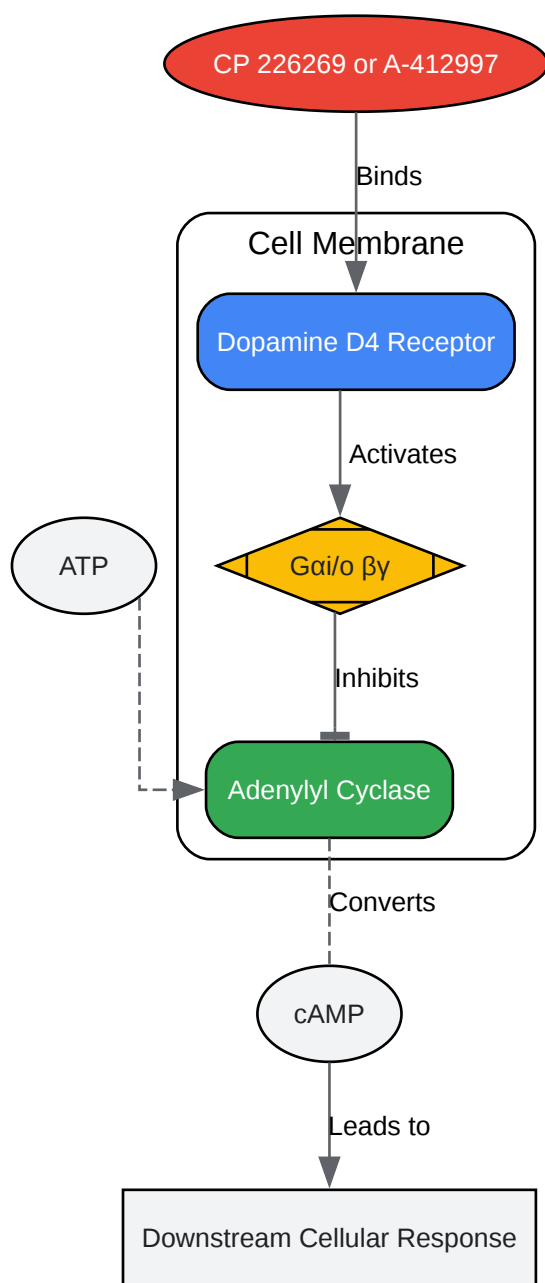 CP 226269 or A-412997
Binds
Cell Membrane
Dopamine D4 Receptor
Activates
ATP
Gαi/o βγ
Inhibits
Adenylyl Cyclase
Converts
cAMP
Leads to
Downstream Cellular Response